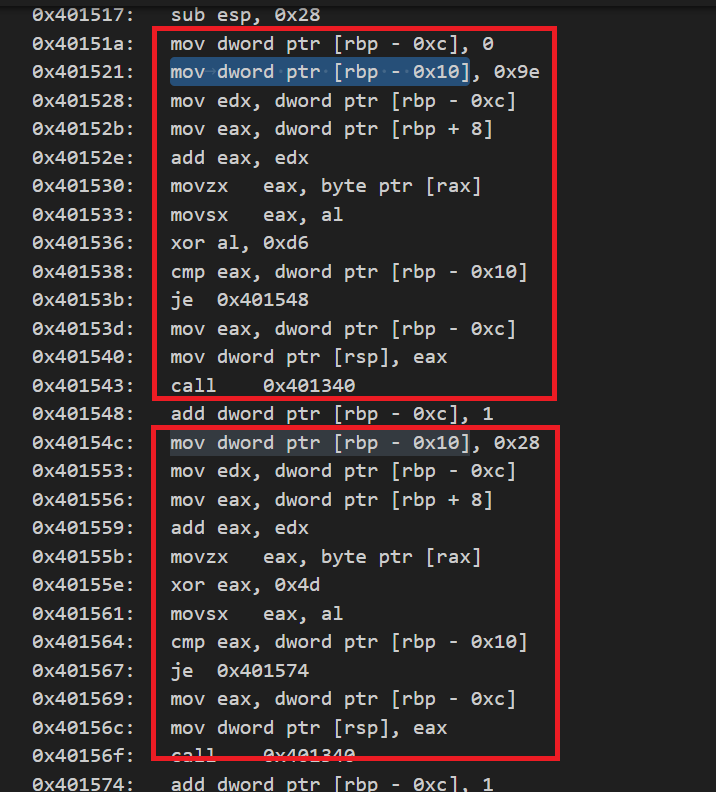 0x401517: sub esp, 0x28
0x40151a: mov dword ptr [rbp - 0xc], 0
0x401521: mov dword ptr [rbp - 0x10], 0x9e
0x401528: mov edx, dword ptr [rbp - 0xc]
0x40152b: mov eax, dword ptr [rbp + 8]
0x40152e: add eax, edx
0x401530: movzx eax, byte ptr [rax]
0x401533: movsx eax, al
0x401536: xor al, 0xd6
0x401538: cmp eax, dword ptr [rbp - 0x10]
0x40153b: je 0x401548
0x40153d: mov eax, dword ptr [rbp - 0xc]
0x401540: mov dword ptr [rsp], eax
0x401543: call 0x401340
0x401548: add dword ptr [rbp - 0xc], 1
0x40154c: mov dword ptr [rbp - 0x10], 0x28
0x401553: mov edx, dword ptr [rbp - 0xc]
0x401556: mov eax, dword ptr [rbp + 8]
0x401559: add eax, edx
0x40155b: movzx eax, byte ptr [rax]
0x40155e: xor eax, 0x4d
0x401561: movsx eax, al
0x401564: cmp eax, dword ptr [rbp - 0x10]
0x401567: je 0x401574
0x401569: mov eax, dword ptr [rbp - 0xc]
0x40156c: mov dword ptr [rsp], eax
0x40156f: call 0x401340
0x401574: add dword ptr [rbp - 0xc], 1